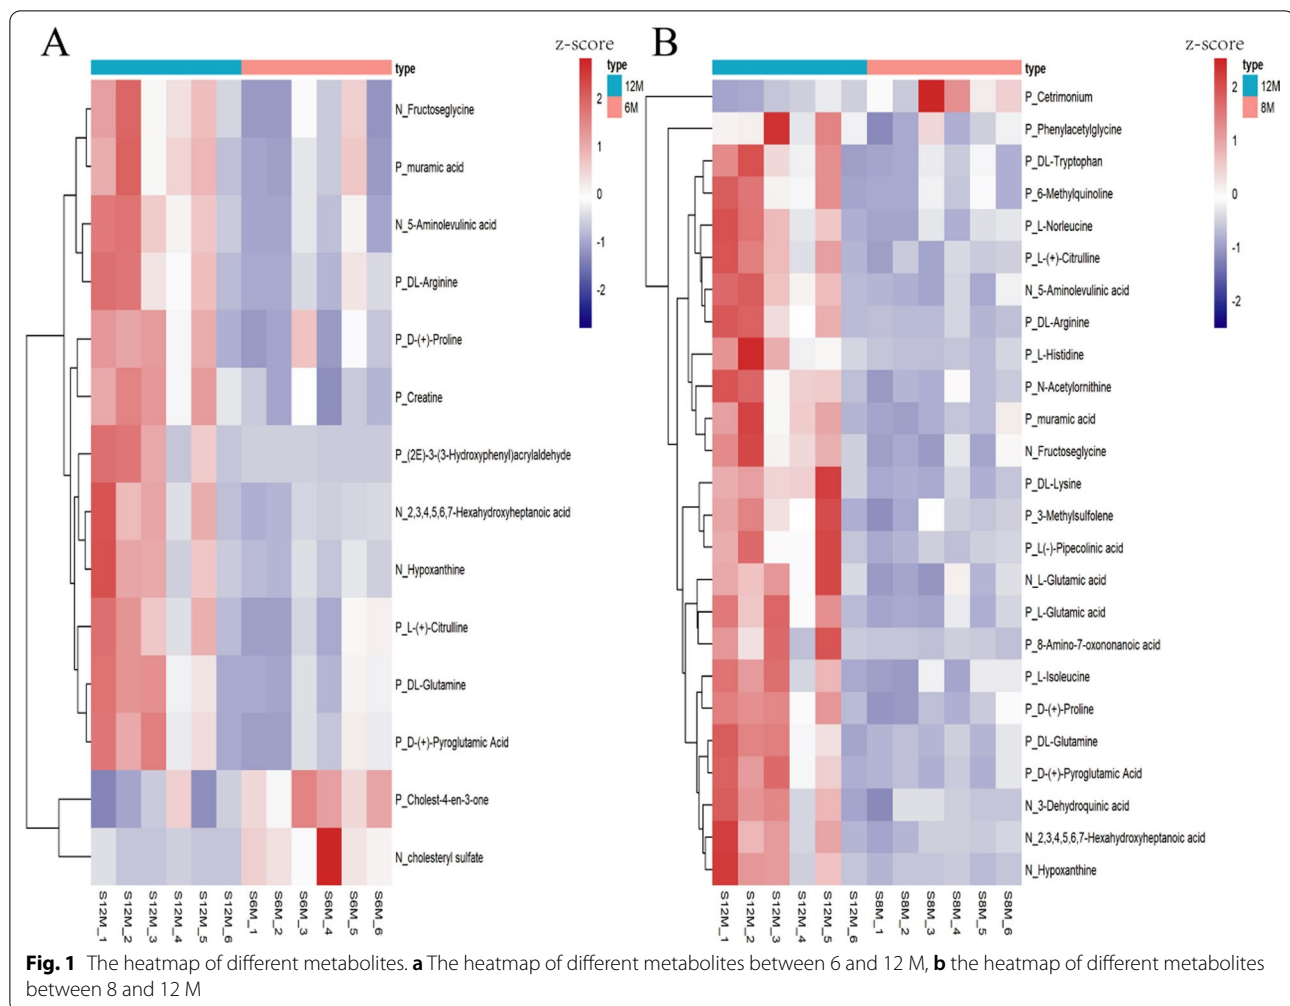 A
z-score
type
type
12M
6M
2
1
0
-1
-2
N_Fructoseglycine
P_muramic acid
N_5-Aminolevulinic acid
P_DL-Arginine
P_D-(+)-Proline
P_Creatine
P_(2E)-3-(3-Hydroxyphenyl)acrylaldehyde
N_2,3,4,5,6,7-Hexahydroxyheptanoic acid
N_Hypoxanthine
P_L-(+)-Citrulline
P_DL-Glutamine
P_D-(+)-Pyroglutamic Acid
P_Cholest-4-en-3-one
N_cholesteryl sulfate
S12M_1
S12M_2
S12M_3
S12M_4
S12M_5
S12M_6
S6M_1
S6M_2
S6M_3
S6M_4
S6M_5
S6M_6
B
z-score
type
type
12M
8M
2
1
0
-1
-2
P_Cetrimonium
P_Phenylacetylglycine
P_DL-Tryptophan
P_6-Methylquinoline
P_L-Norleucine
P_L-(+)-Citrulline
N_5-Aminolevulinic acid
P_DL-Arginine
P_L-Histidine
P_N-Acetylornithine
P_muramic acid
N_Fructoseglycine
P_DL-Lysine
P_3-Methylsulfolene
P_L(-)-Pipecolinic acid
N_L-Glutamic acid
P_L-Glutamic acid
P_8-Amino-7-oxononanoic acid
P_L-Isoleucine
P_D-(+)-Proline
P_DL-Glutamine
P_D-(+)-Pyroglutamic Acid
N_3-Dehydroquinic acid
N_2,3,4,5,6,7-Hexahydroxyheptanoic acid
N_Hypoxanthine
S12M_1
S12M_2
S12M_3
S12M_4
S12M_5
S12M_6
S8M_1
S8M_2
S8M_3
S8M_4
S8M_5
S8M_6
Fig. 1 The heatmap of different metabolites. a The heatmap of different metabolites between 6 and 12 M, b the heatmap of different metabolites
between 8 and 12 M